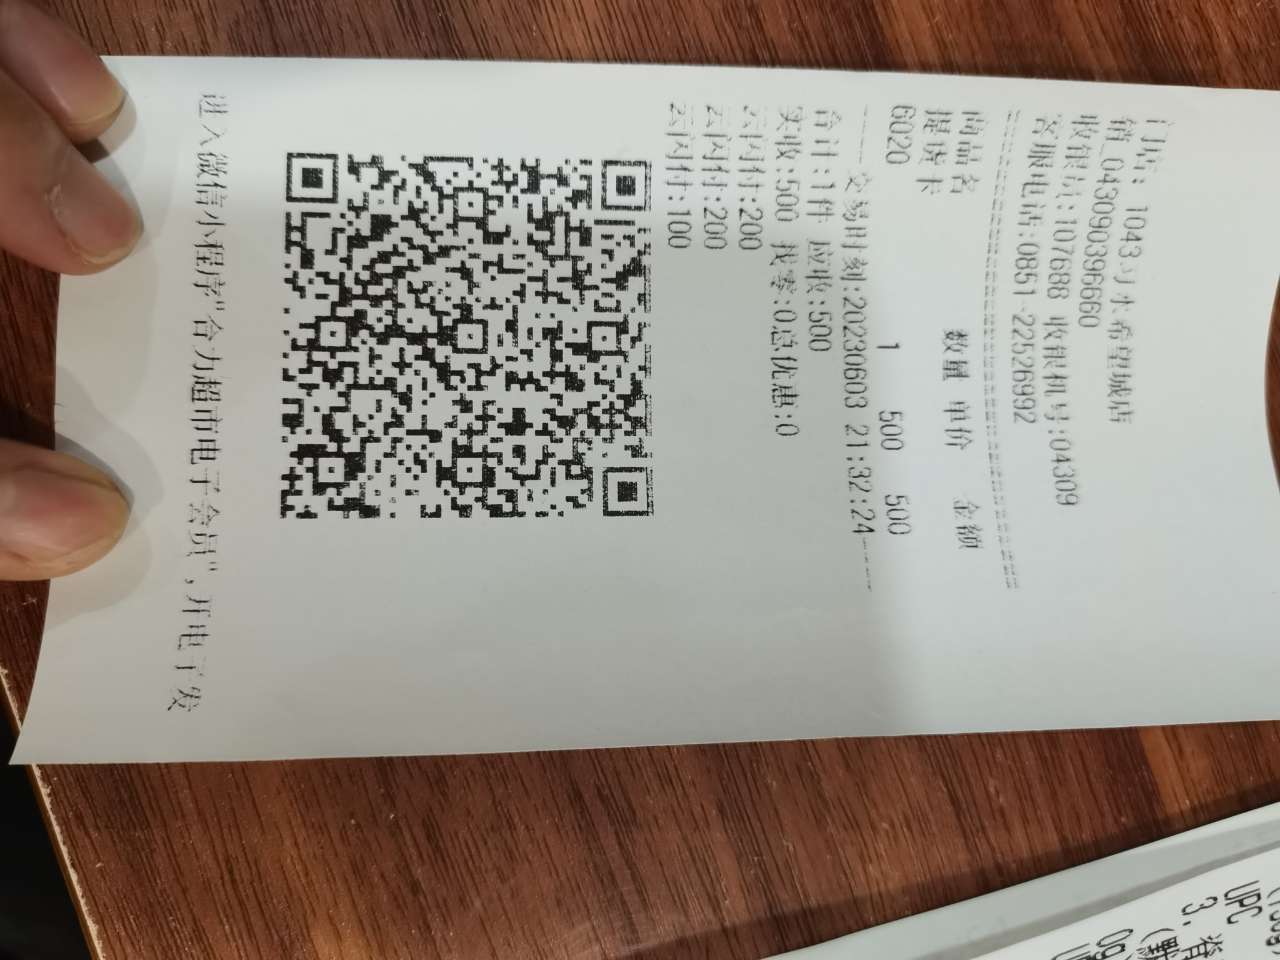 门店: 1043习水希望城店
销_043090396660
收银员:107688 收银机号:04309
客服电话:0851-22526992
商品名 数量 单价 金额
提货卡
6020 1 500 500
交易时刻:20230603 21:32:24
合计:1件 应收:500
实收:500 找零:0总优惠:0
云闪付:200
云闪付:200
云闪付:100
进入微信小程序"合力超市电子会员",开电子发
UPC
3.